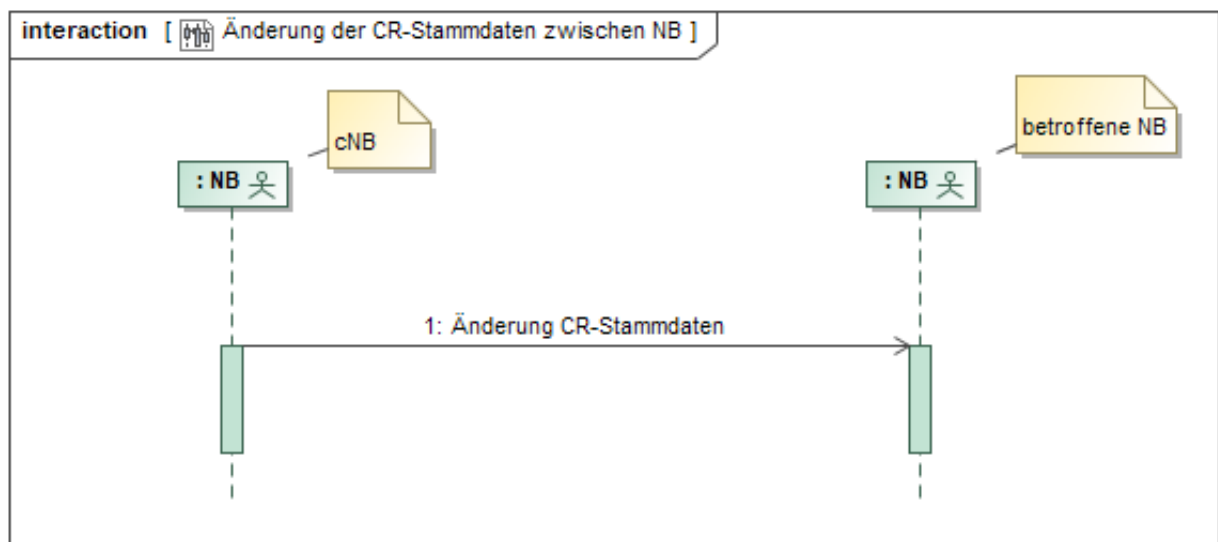 interaction [ Änderung der CR-Stammdaten zwischen NB ]
cNB
betroffene NB
: NB
: NB
1: Änderung CR-Stammdaten